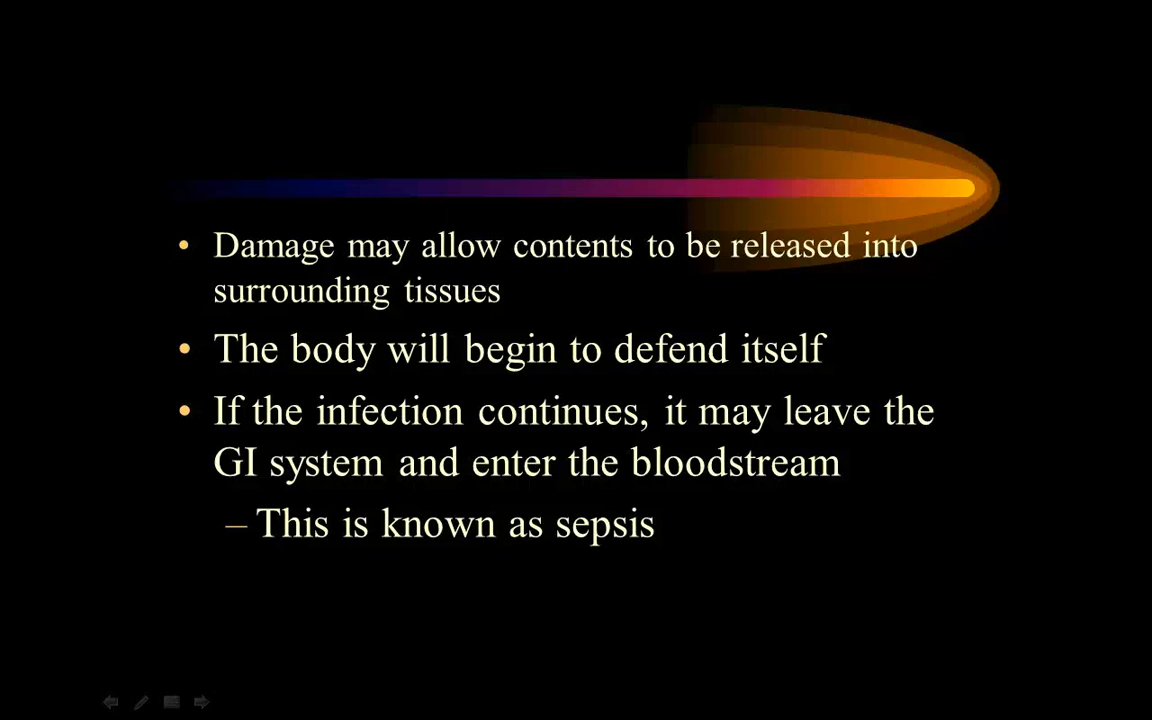 • Damage may allow contents to be released into
surrounding tissues
• The body will begin to defend itself
• If the infection continues, it may leave the
GI system and enter the bloodstream
– This is known as sepsis